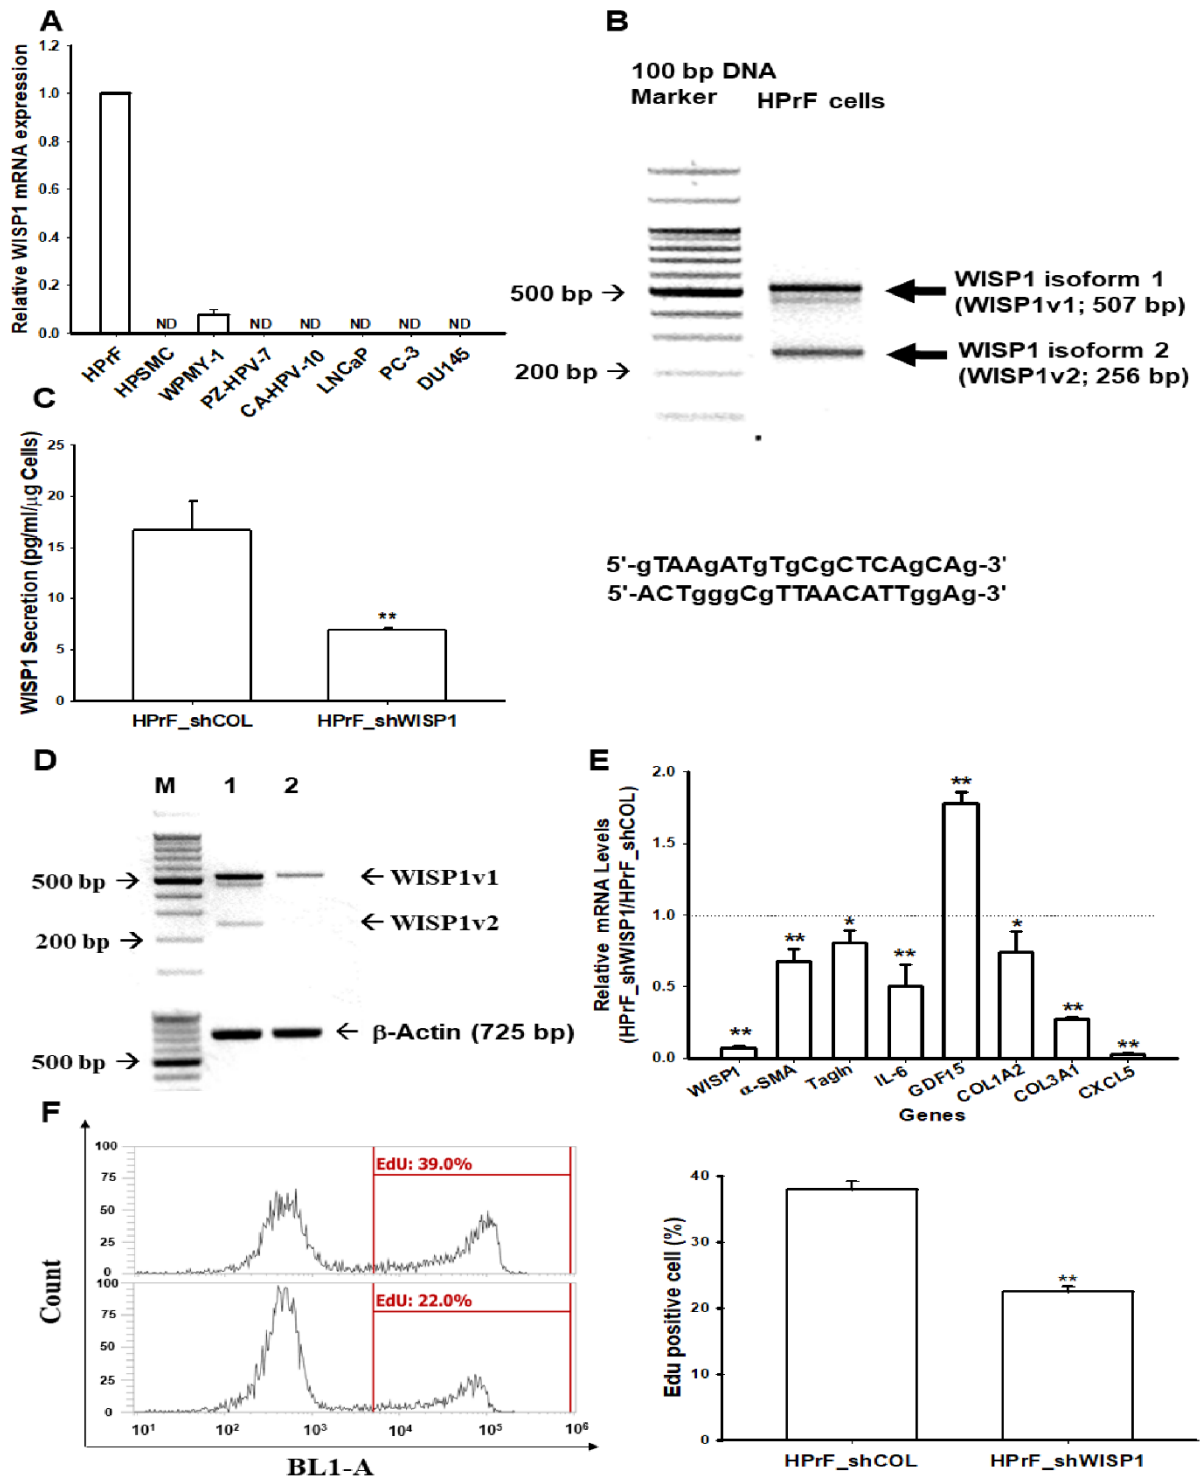 A
Relative WISP1 mRNA expression
1.2
1.0
0.8
0.6
0.4
0.2
0.0
ND
ND
ND
ND
ND
ND
HPrF
HPSMC
WPMY-1
PZ-HPV-7
CA-HPV-10
LNCaP
PC-3
DU145
B
100 bp DNA
Marker
HPrF cells
500 bp →
200 bp →
WISP1 isoform 1
(WISP1v1; 507 bp)
WISP1 isoform 2
(WISP1v2; 256 bp)
5'-gTAAgATgTgCgCTCAgCAg-3'
5'-ACTgggCgTTAACATTggAg-3'
C
WISP1 Secretion (pg/ml/µg Cells)
25
20
15
10
5
0
**
HPrF_shCOL
HPrF_shWISP1
D
M 1 2
500 bp →
200 bp →
← WISP1v1
← WISP1v2
500 bp →
← β-Actin (725 bp)
E
Relative mRNA Levels
(HPrF_shWISP1/HPrF_shCOL)
2.0
1.5
1.0
0.5
0.0
**
**
*
**
**
*
**
**
WISP1
α-SMA
Tagln
IL-6
GDF15
COL1A2
COL3A1
CXCL5
Genes
F
Count
100
75
50
25
0
EdU: 39.0%
100
75
50
25
0
EdU: 22.0%
10¹ 10² 10³ 10⁴ 10⁵ 10⁶
BL1-A
Edu positive cell (%)
40
30
20
10
0
**
HPrF_shCOL
HPrF_shWISP1